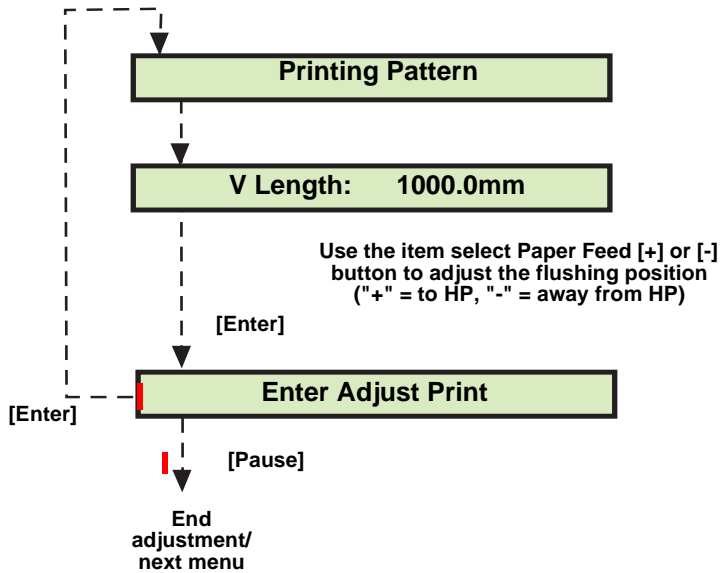 Printing Pattern
V Length: 1000.0mm
Use the item select Paper Feed [+] or [-]
button to adjust the flushing position
("+" = to HP, "-" = away from HP)
[Enter]
Enter Adjust Print
[Enter]
[Pause]
End
adjustment/
next menu